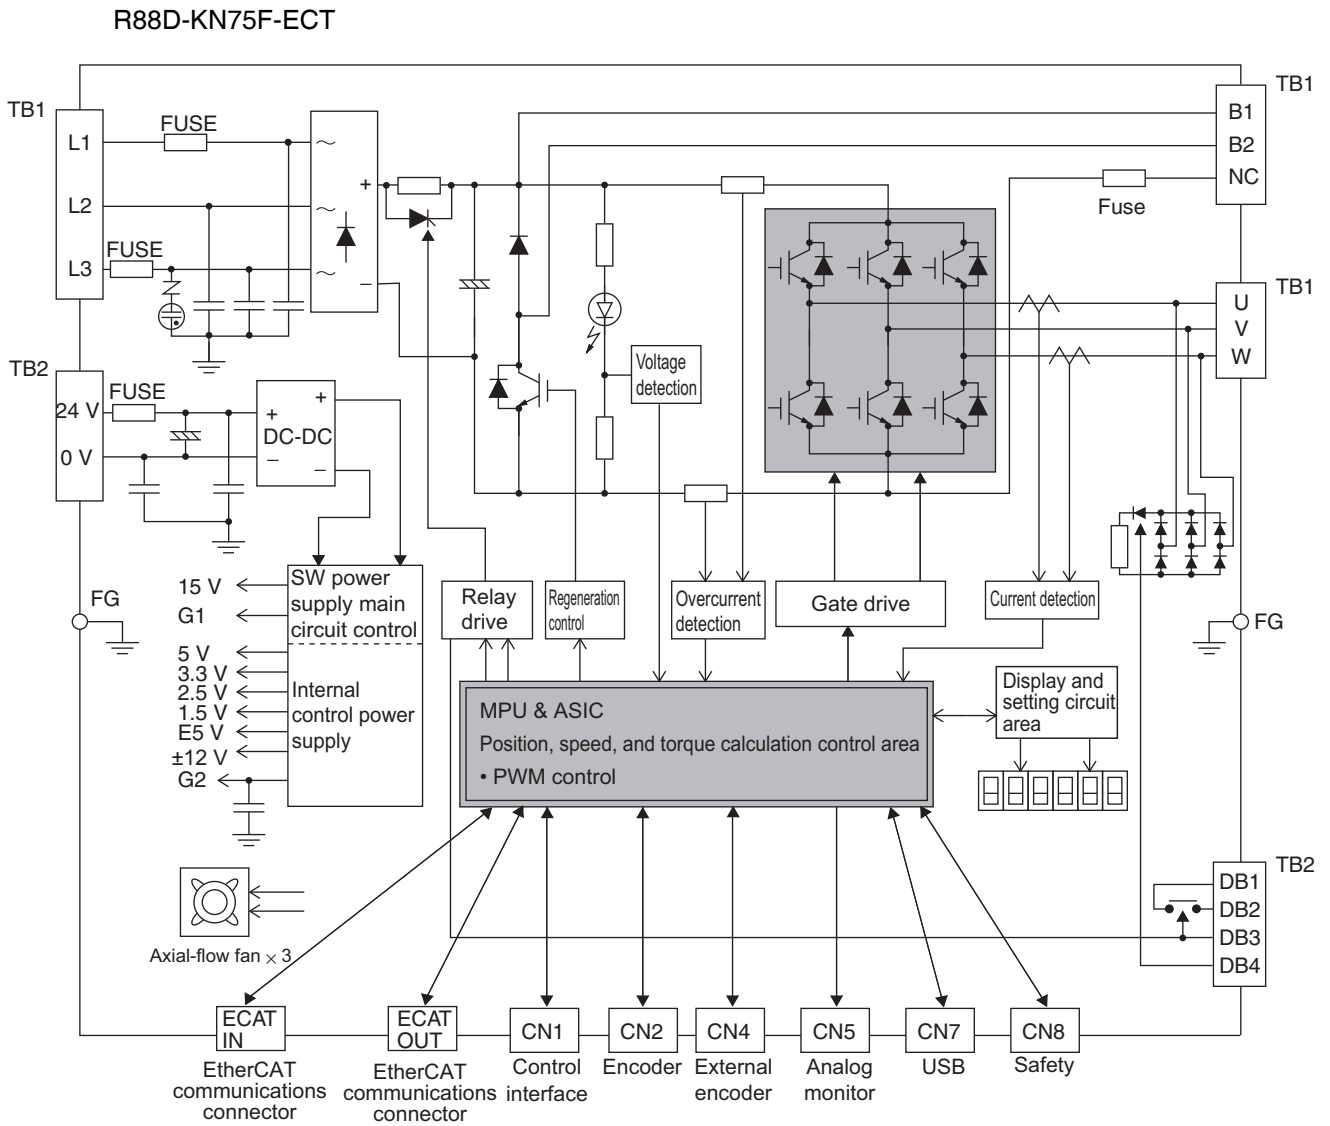 R88D-KN75F-ECT
TB1
L1
FUSE
L2
FUSE
L3
~
~
~
+
−
TB1
B1
B2
NC
Fuse
TB1
U
V
W
TB2
24 V
FUSE
0 V
+
−
DC-DC
+
−
Voltage
detection
FG
15 V
G1
5 V
3.3 V
2.5 V
1.5 V
E5 V
±12 V
G2
SW power
supply main
circuit control
Internal
control power
supply
Relay
drive
Regeneration
control
Overcurrent
detection
Gate drive
Current detection
FG
MPU & ASIC
Position, speed, and torque calculation control area
• PWM control
Display and
setting circuit
area
Axial-flow fan × 3
TB2
DB1
DB2
DB3
DB4
ECAT
IN
EtherCAT
communications
connector
ECAT
OUT
EtherCAT
communications
connector
CN1
Control
interface
CN2
Encoder
CN4
External
encoder
CN5
Analog
monitor
CN7
USB
CN8
Safety